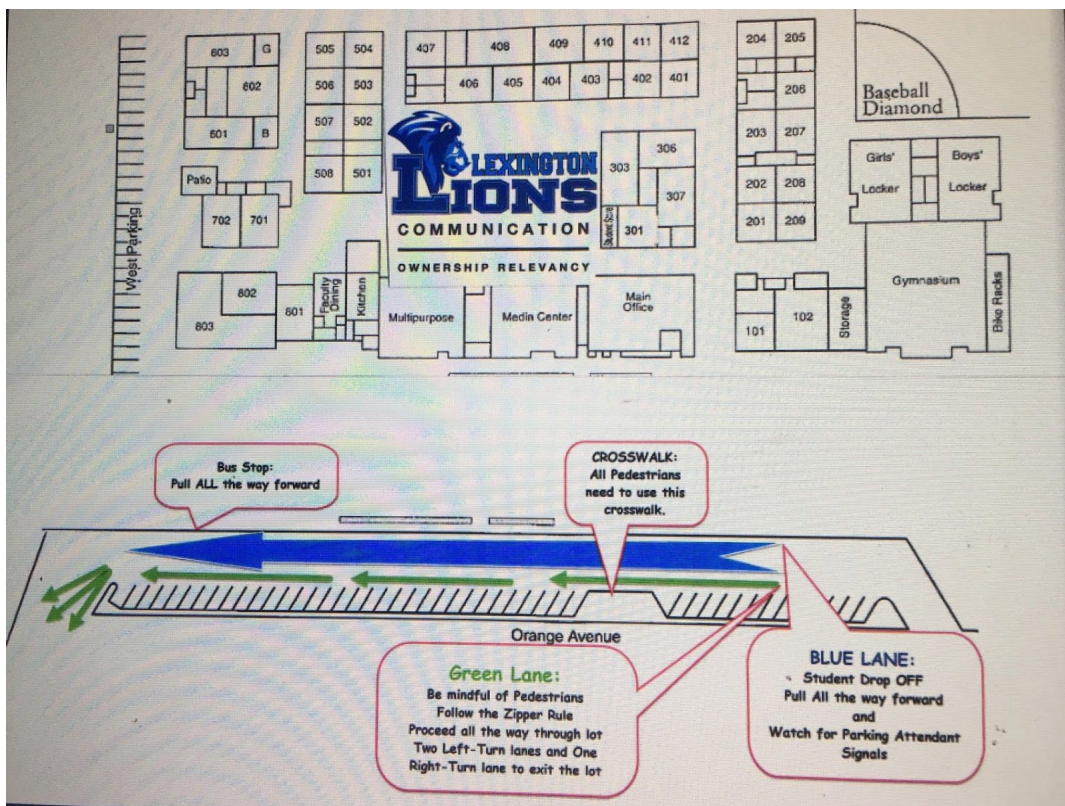 603 G
602
601 B
505 504
506 503
507 502
508 501
407 408 409 410 411 412
406 405 404 403 402 401
204 205
206
203 207
202 208
201 209
Baseball
Diamond
Patio
702 701
West Parking
LEXINGTON
LIONS
COMMUNICATION
OWNERSHIP RELEVANCY
303 306
307
Student Store
301
Girls'
Locker
Boys'
Locker
802
803
801
Faculty
Dining
Kitchen
Multipurpose
Media Center
Main
Office
101 102
Storage
Gymnasium
Bike Racks
Bus Stop:
Pull ALL the way forward
CROSSWALK:
All Pedestrians
need to use this
crosswalk.
Orange Avenue
Green Lane:
Be mindful of Pedestrians
Follow the Zipper Rule
Proceed all the way through lot
Two Left-Turn lanes and One
Right-Turn lane to exit the lot
BLUE LANE:
Student Drop OFF
Pull All the way forward
and
Watch for Parking Attendant
Signals